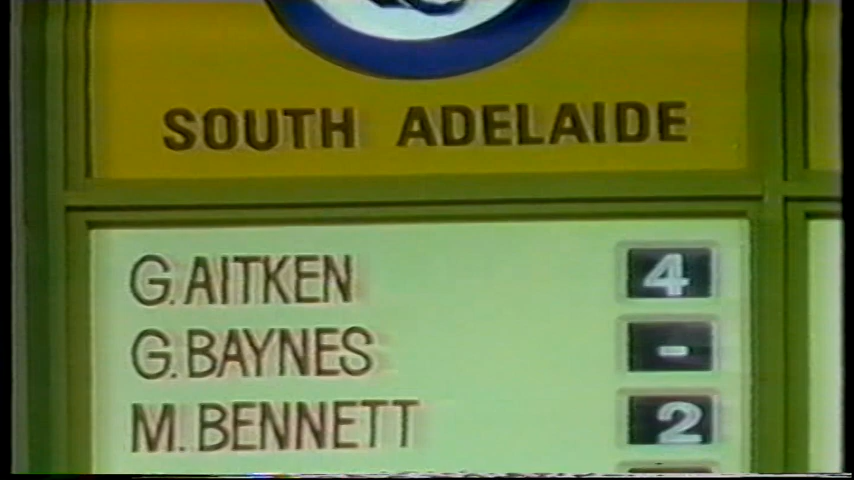 SOUTH ADELAIDE
G. AITKEN 4
G. BAYNES -
M. BENNETT 2